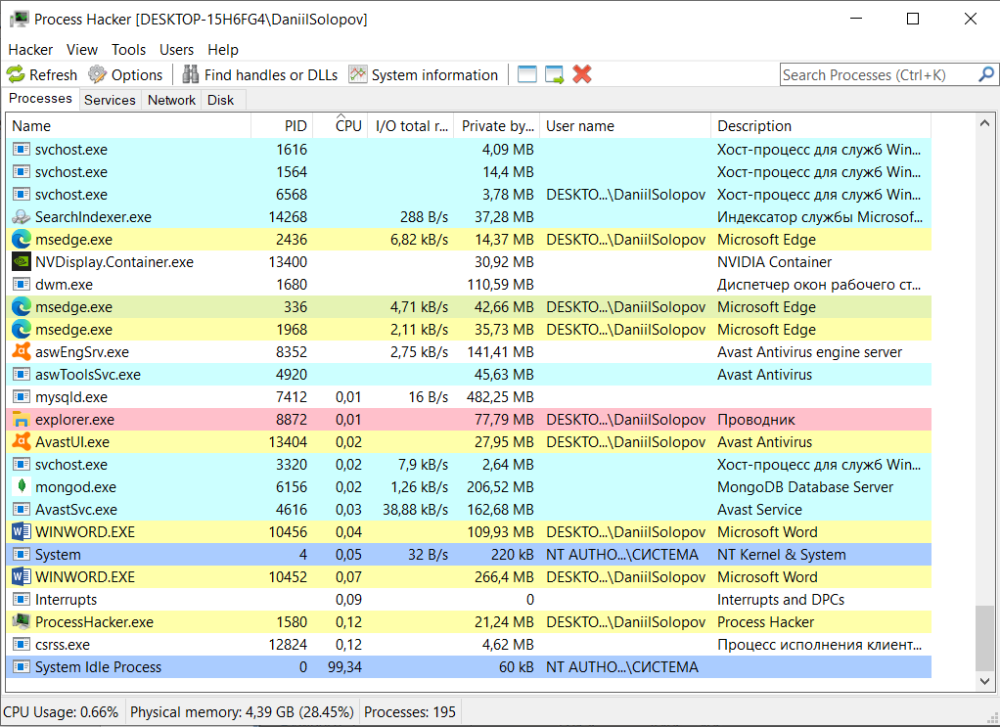 Process Hacker [DESKTOP-15H6FG4\DaniilSolopov]
Hacker View Tools Users Help
Refresh Options Find handles or DLLs System information Search Processes (Ctrl+K)
Processes Services Network Disk
Name PID CPU I/O total r... Private by... User name Description
svchost.exe 1616 4,09 MB Хост-процесс для служб Win...
svchost.exe 1564 14,4 MB Хост-процесс для служб Win...
svchost.exe 6568 3,78 MB DESKTO...\DaniilSolopov Хост-процесс для служб Win...
SearchIndexer.exe 14268 288 B/s 37,28 MB Индексатор службы Microsof...
msedge.exe 2436 6,82 kB/s 14,37 MB DESKTO...\DaniilSolopov Microsoft Edge
NVDisplay.Container.exe 13400 30,92 MB NVIDIA Container
dwm.exe 1680 110,59 MB Диспетчер окон рабочего ст...
msedge.exe 336 4,71 kB/s 42,66 MB DESKTO...\DaniilSolopov Microsoft Edge
msedge.exe 1968 2,11 kB/s 35,73 MB DESKTO...\DaniilSolopov Microsoft Edge
aswEngSrv.exe 8352 2,75 kB/s 141,41 MB Avast Antivirus engine server
aswToolsSvc.exe 4920 45,63 MB Avast Antivirus
mysqld.exe 7412 0,01 16 B/s 482,25 MB
explorer.exe 8872 0,01 77,79 MB DESKTO...\DaniilSolopov Проводник
AvastUI.exe 13404 0,02 27,95 MB DESKTO...\DaniilSolopov Avast Antivirus
svchost.exe 3320 0,02 7,9 kB/s 2,64 MB Хост-процесс для служб Win...
mongod.exe 6156 0,02 1,26 kB/s 206,52 MB MongoDB Database Server
AvastSvc.exe 4616 0,03 38,88 kB/s 162,68 MB Avast Service
WINWORD.EXE 10456 0,04 109,93 MB DESKTO...\DaniilSolopov Microsoft Word
System 4 0,05 32 B/s 220 kB NT AUTHO...\СИСТЕМА NT Kernel & System
WINWORD.EXE 10452 0,07 266,4 MB DESKTO...\DaniilSolopov Microsoft Word
Interrupts 0,09 0 Interrupts and DPCs
ProcessHacker.exe 1580 0,12 21,24 MB DESKTO...\DaniilSolopov Process Hacker
csrss.exe 12824 0,12 4,62 MB Процесс исполнения клиент...
System Idle Process 0 99,34 60 kB NT AUTHO...\СИСТЕМА
CPU Usage: 0.66% Physical memory: 4,39 GB (28.45%) Processes: 195